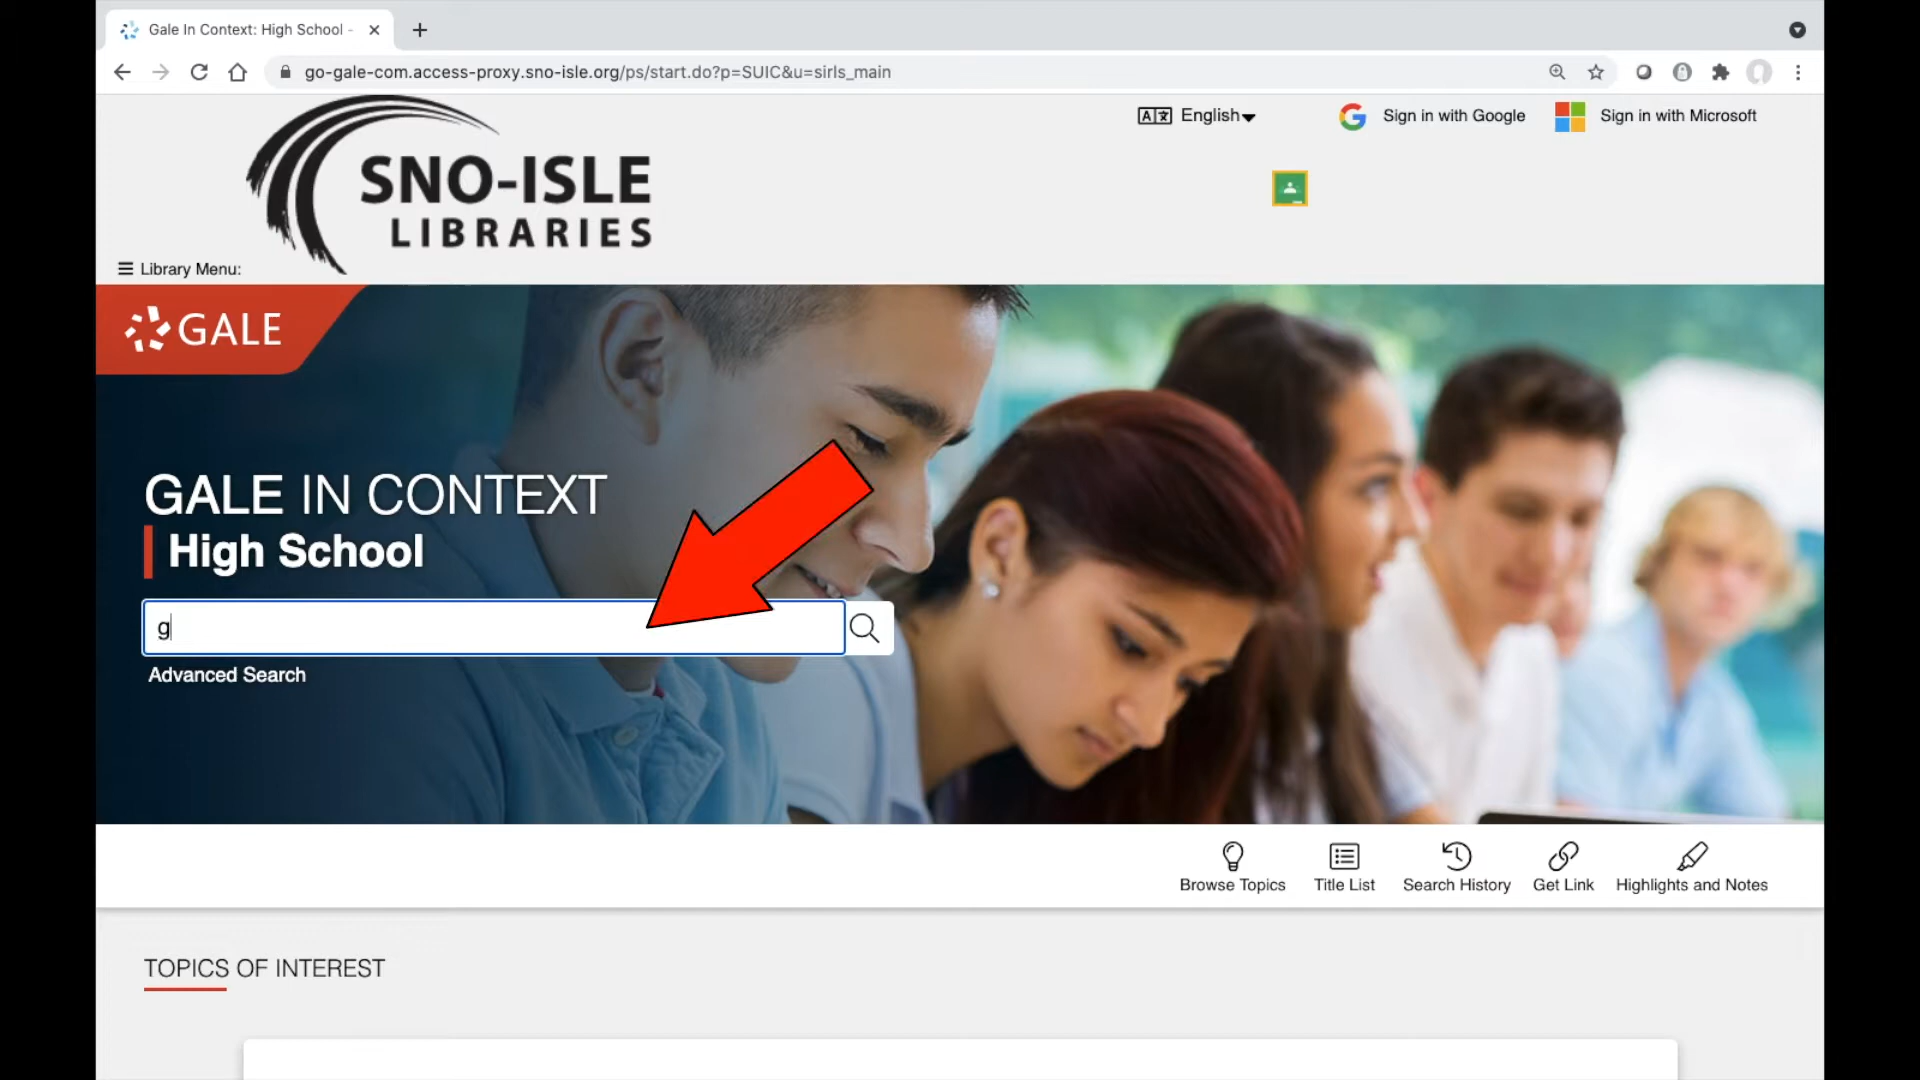 Gale In Context: High School -
go-gale-com.access-proxy.sno-isle.org/ps/start.do?p=SUIC&u=sirls_main
English
Sign in with Google
Sign in with Microsoft
SNO-ISLE
LIBRARIES
Library Menu:
GALE
GALE IN CONTEXT
High School
g
Advanced Search
Browse Topics
Title List
Search History
Get Link
Highlights and Notes
TOPICS OF INTEREST